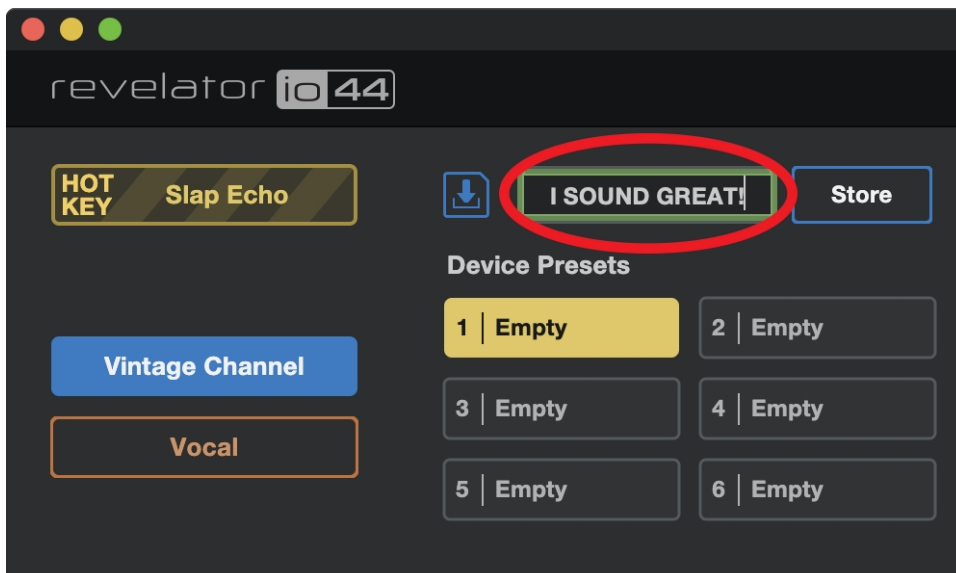 revelator io 44
HOT KEY Slap Echo
I SOUND GREAT!
Store
Device Presets
1 Empty
2 Empty
Vintage Channel
3 Empty
4 Empty
Vocal
5 Empty
6 Empty